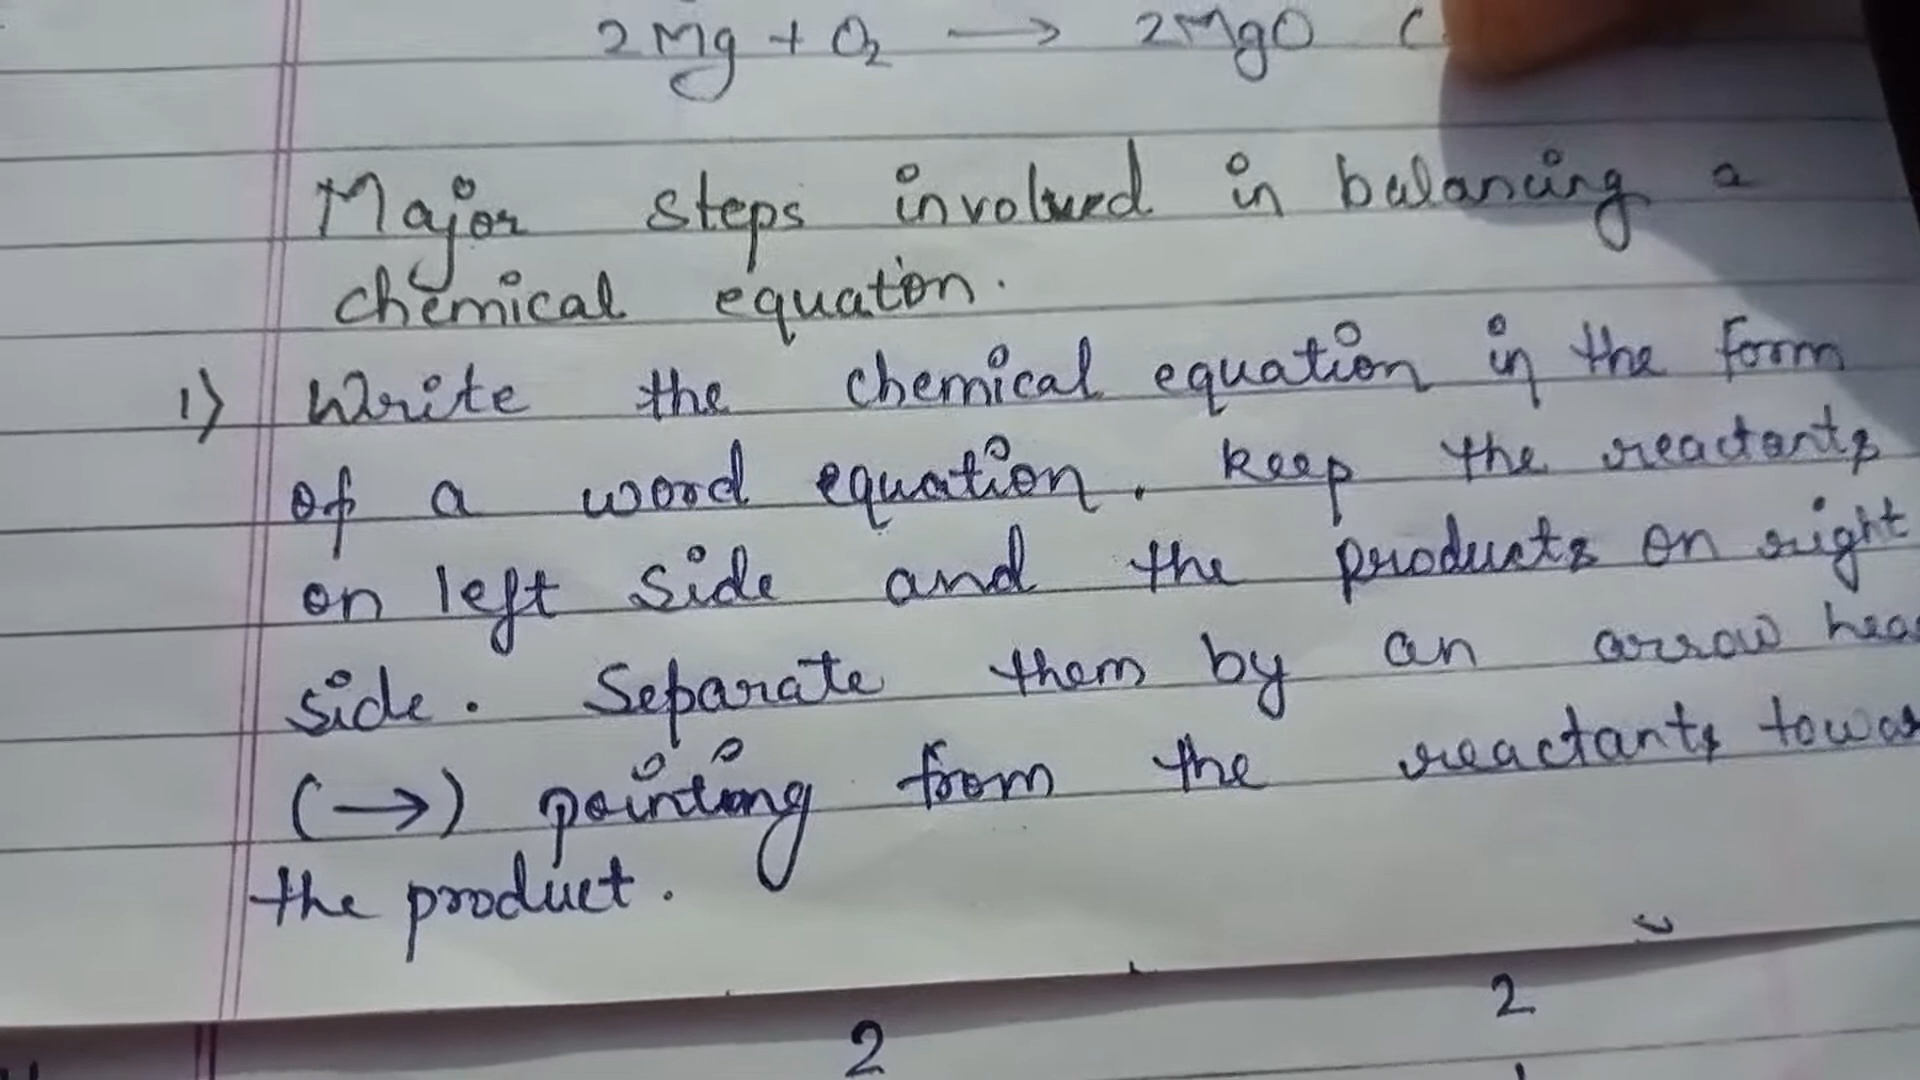 2Mg + O₂ → 2MgO (
Major steps involved in balancing a
chemical equation.
1) Write the chemical equation in the form
of a word equation. keep the reactants
on left side and the products on right
side. Separate them by an arrow
(→) pointing from the reactants
the product.
2
2